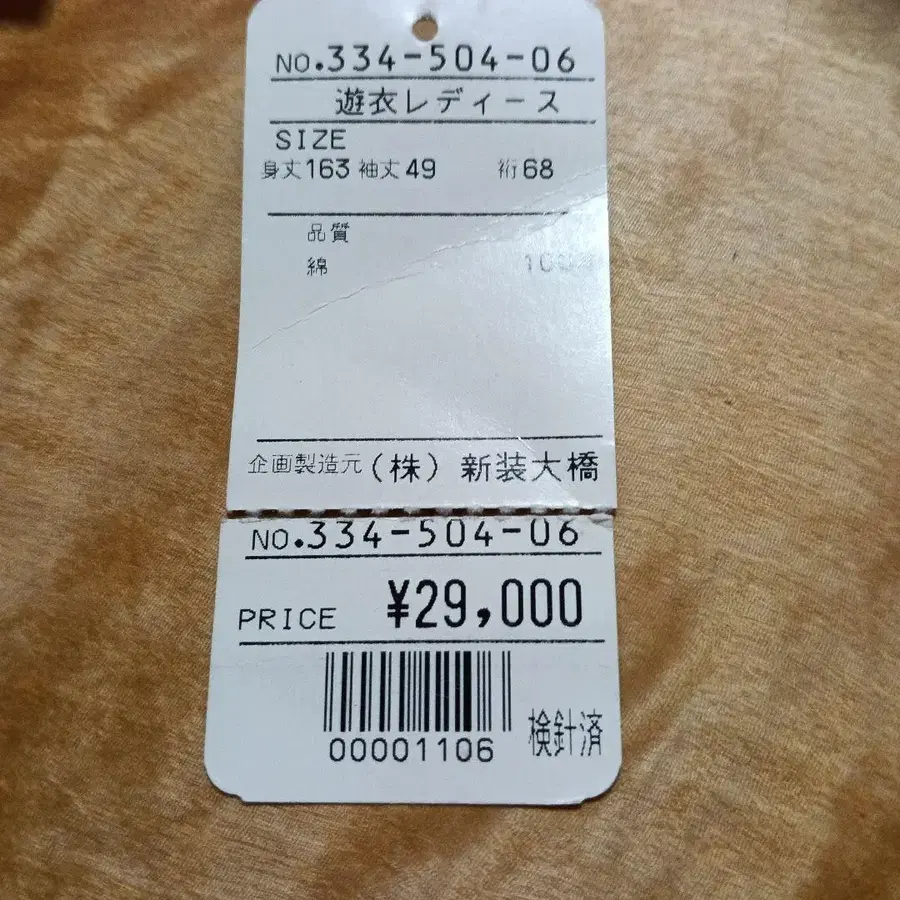 NO.334-504-06
遊衣レディース
SIZE
身丈163 袖丈49 裄68
品質
綿 100%
企画製造元 (株) 新装大橋
NO.334-504-06
PRICE ¥29,000
00001106
検針済